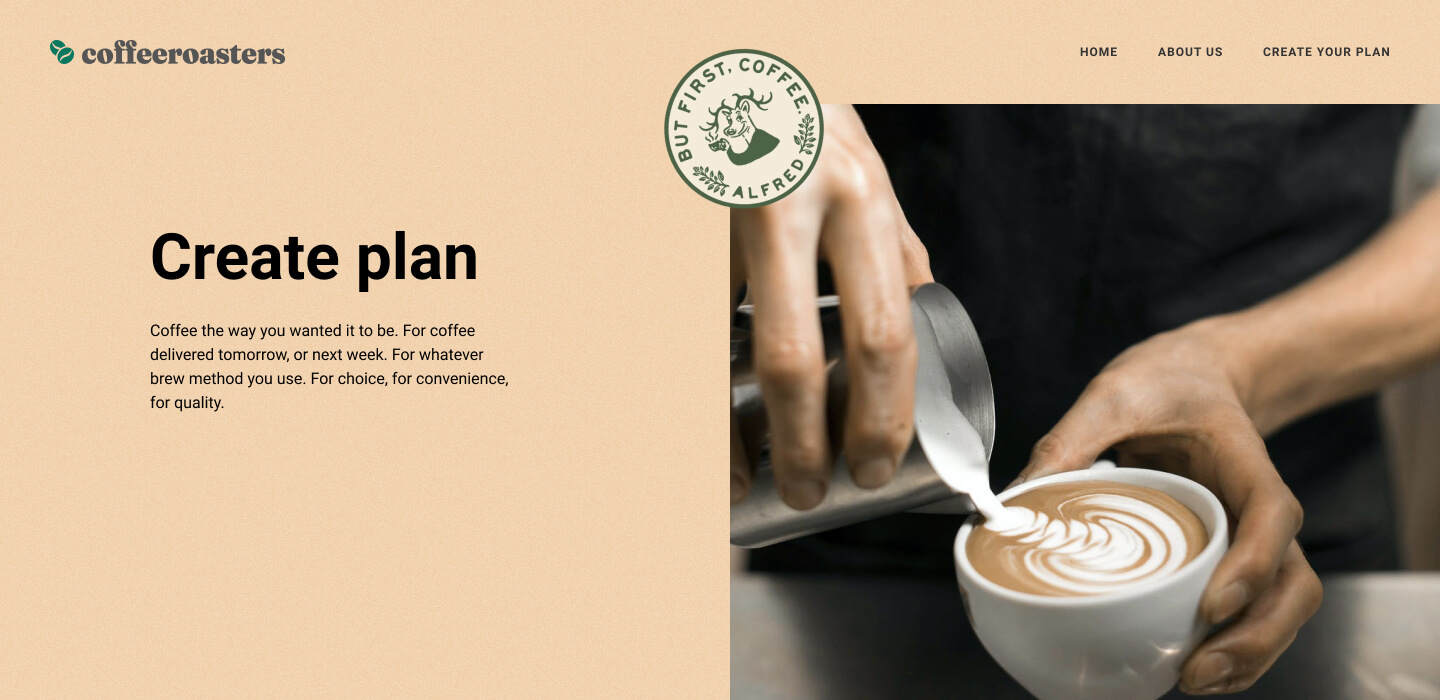 coffeeroasters
HOME
ABOUT US
CREATE YOUR PLAN
BUT FIRST, COFFEE.
ALFRED
Create plan
Coffee the way you wanted it to be. For coffee
delivered tomorrow, or next week. For whatever
brew method you use. For choice, for convenience,
for quality.